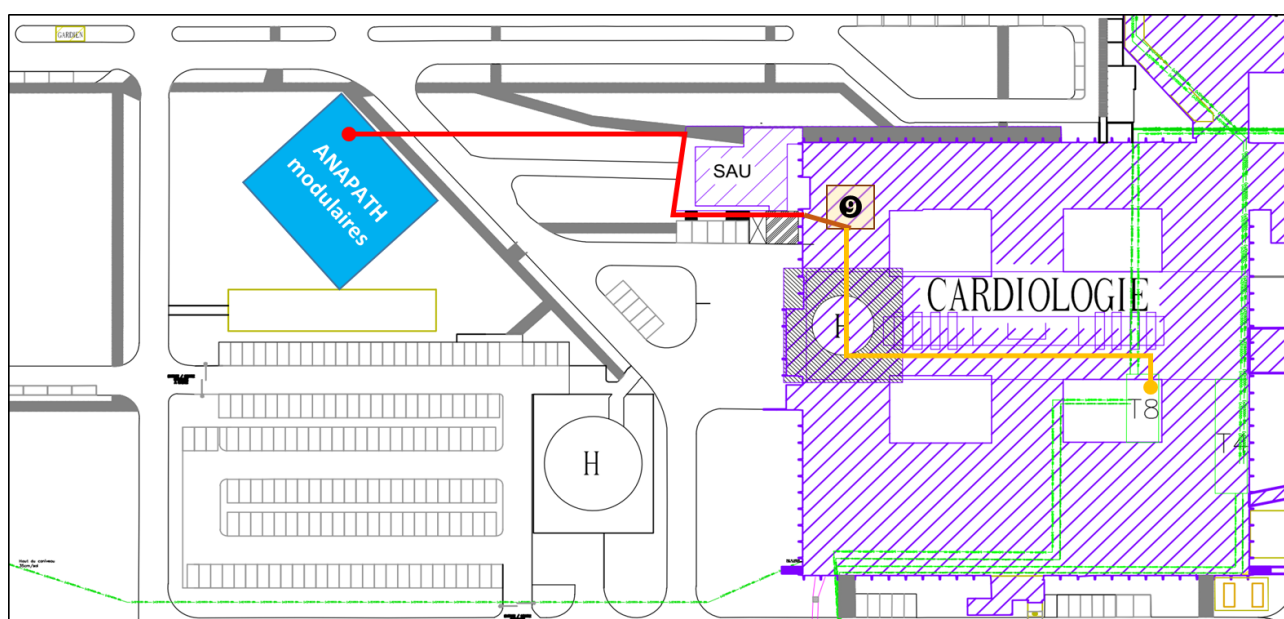 GARDIEN
ANAPATH
modulaires
SAU
9
CARDIOLOGIE
H
T8
T4
H